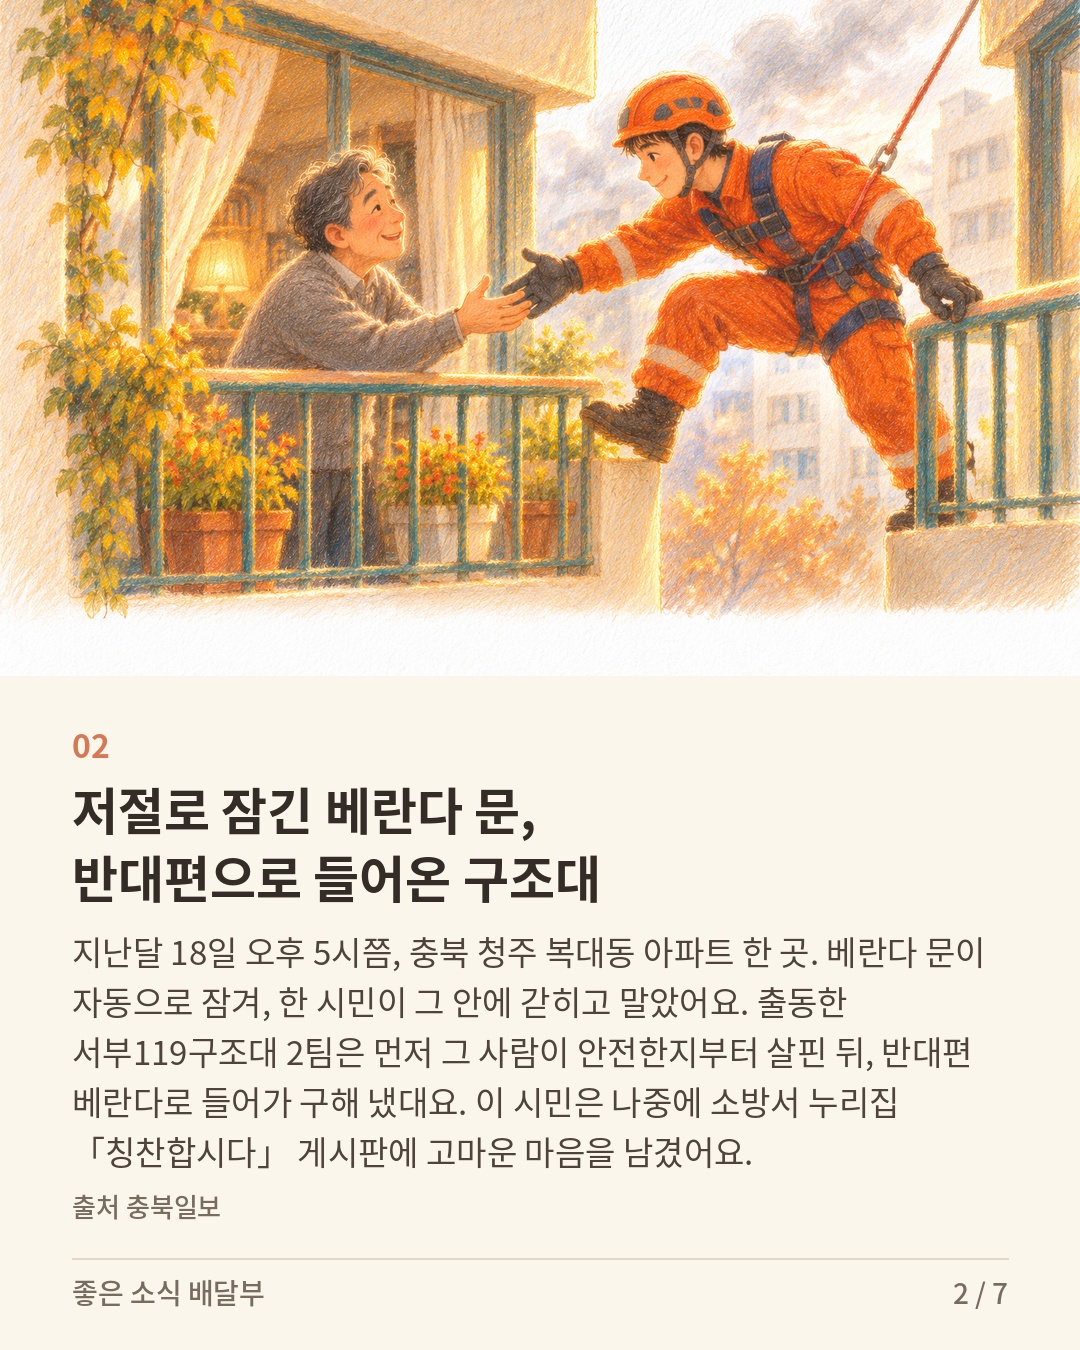 02
저절로 잠긴 베란다 문,
반대편으로 들어온 구조대
지난달 18일 오후 5시쯤, 충북 청주 복대동 아파트 한 곳. 베란다 문이
자동으로 잠겨, 한 시민이 그 안에 갇히고 말았어요. 출동한
서부119구조대 2팀은 먼저 그 사람이 안전한지부터 살핀 뒤, 반대편
베란다로 들어가 구해 냈대요. 이 시민은 나중에 소방서 누리집
「칭찬합시다」 게시판에 고마운 마음을 남겼어요.
출처 충북일보
좋은 소식 배달부
2 / 7